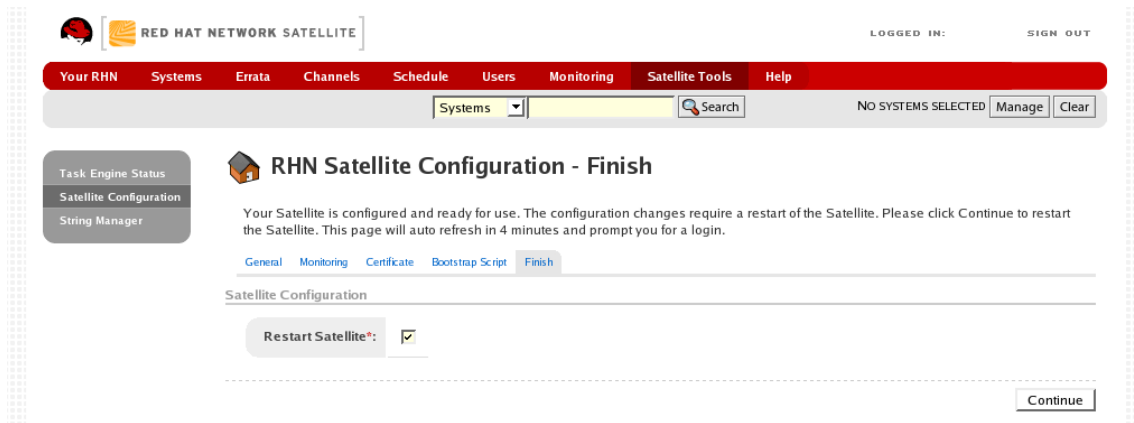 RED HAT NETWORK SATELLITE
LOGGED IN: SIGN OUT
Your RHN Systems Errata Channels Schedule Users Monitoring Satellite Tools Help
Systems Search NO SYSTEMS SELECTED Manage Clear
Task Engine Status
Satellite Configuration
String Manager
RHN Satellite Configuration - Finish
Your Satellite is configured and ready for use. The configuration changes require a restart of the Satellite. Please click Continue to restart
the Satellite. This page will auto refresh in 4 minutes and prompt you for a login.
General Monitoring Certificate Bootstrap Script Finish
Satellite Configuration
Restart Satellite*:
Continue